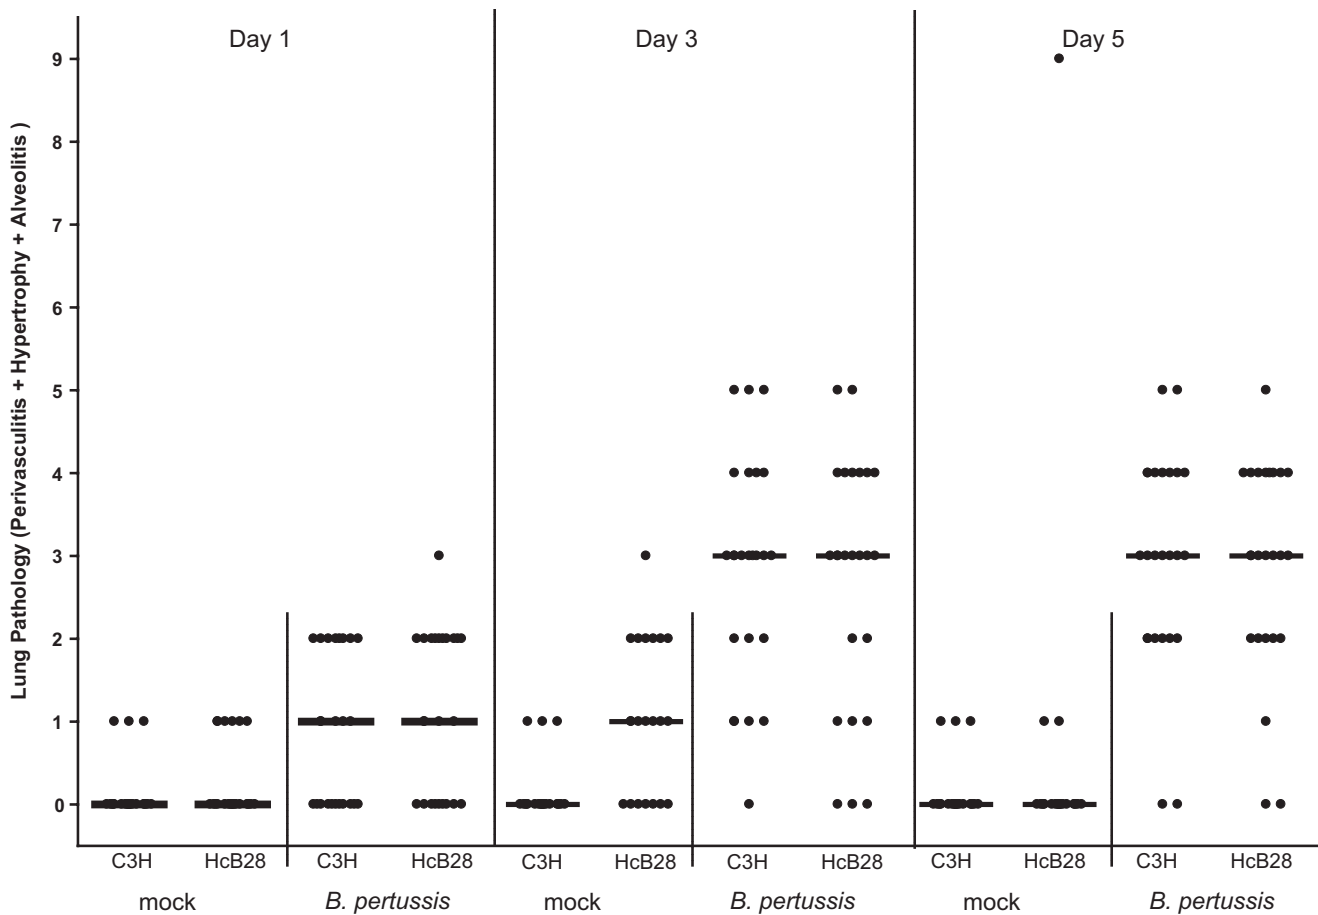 Day 1 Day 3 Day 5
Lung Pathology (Perivasculitis + Hypertrophy + Alveolitis )
9
8
7
6
5
4
3
2
1
0
C3H HcB28 C3H HcB28 C3H HcB28 C3H HcB28 C3H HcB28 C3H HcB28
mock B. pertussis mock B. pertussis mock B. pertussis